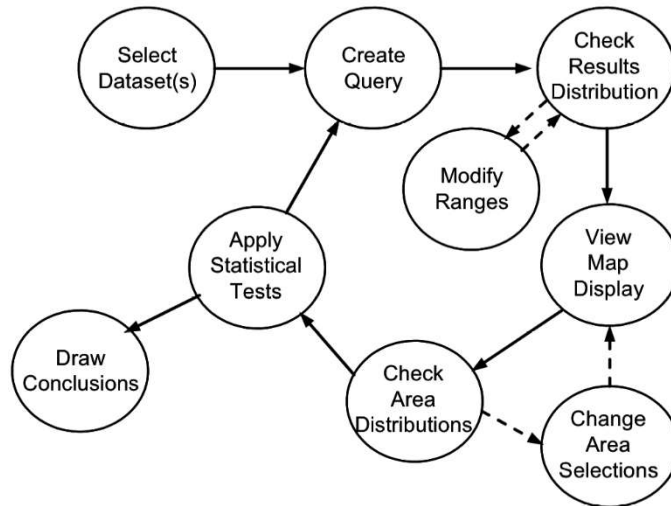 Select
Dataset(s)
Create
Query
Check
Results
Distribution
Modify
Ranges
View
Map
Display
Apply
Statistical
Tests
Draw
Conclusions
Check
Area
Distributions
Change
Area
Selections